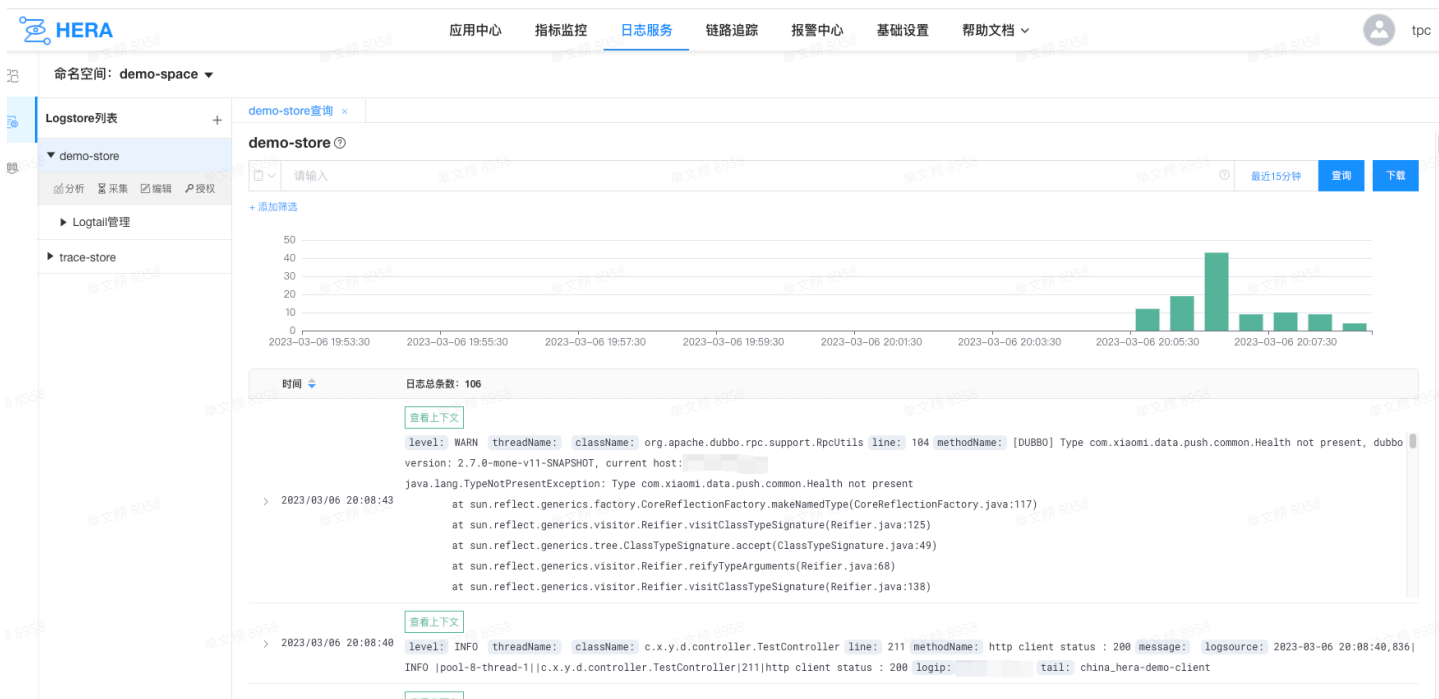 HERA
应用中心 指标监控 日志服务 链路追踪 报警中心 基础设置 帮助文档
tpc
命名空间：demo-space
Logstore列表 +
demo-store查询 ×
demo-store
demo-store
请输入 最近15分钟 查询 下载
分析 采集 编辑 授权
+ 添加筛选
Logtail管理
trace-store
50
40
30
20
10
0
2023-03-06 19:53:30 2023-03-06 19:55:30 2023-03-06 19:57:30 2023-03-06 19:59:30 2023-03-06 20:01:30 2023-03-06 20:03:30 2023-03-06 20:05:30 2023-03-06 20:07:30
时间 日志总条数：106
查看上下文
level: WARN threadName: className: org.apache.dubbo.rpc.support.RpcUtils line: 104 methodName: [DUBBO] Type com.xiaomi.data.push.common.Health not present, dubbo
version: 2.7.0-mone-v11-SNAPSHOT, current host:
java.lang.TypeNotPresentException: Type com.xiaomi.data.push.common.Health not present
2023/03/06 20:08:43
at sun.reflect.generics.factory.CoreReflectionFactory.makeNamedType(CoreReflectionFactory.java:117)
at sun.reflect.generics.visitor.Reifier.visitClassTypeSignature(Reifier.java:125)
at sun.reflect.generics.tree.ClassTypeSignature.accept(ClassTypeSignature.java:49)
at sun.reflect.generics.visitor.Reifier.reifyTypeArguments(Reifier.java:68)
at sun.reflect.generics.visitor.Reifier.visitClassTypeSignature(Reifier.java:138)
查看上下文
2023/03/06 20:08:40
level: INFO threadName: className: c.x.y.d.controller.TestController line: 211 methodName: http client status : 200 message: logsource: 2023-03-06 20:08:40,836|
INFO |pool-8-thread-1||c.x.y.d.controller.TestController|211|http client status : 200 logip: tail: china_hera-demo-client